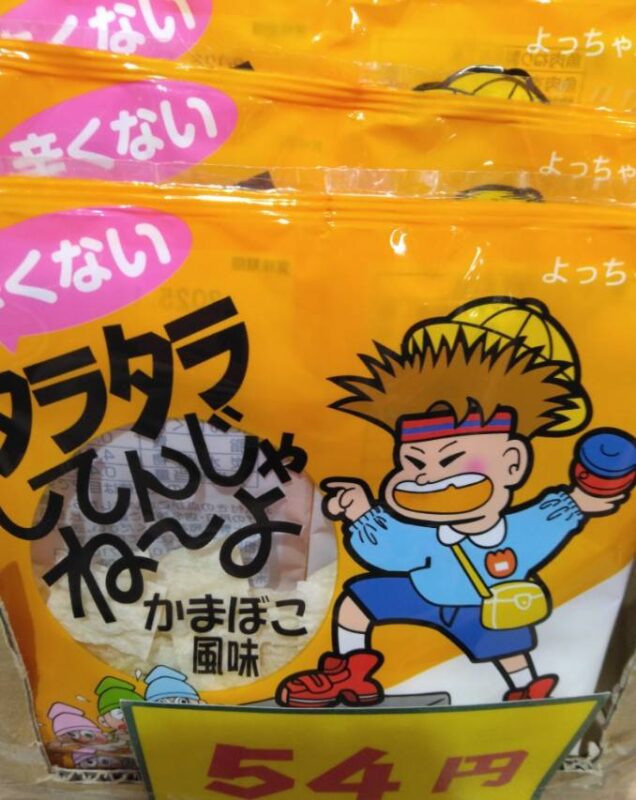 辛くない
よっちゃ
辛くない
よっちゃ
くない
よっち
タラタラ
してんじゃ
ね～よ
かまぼこ
風味
54円